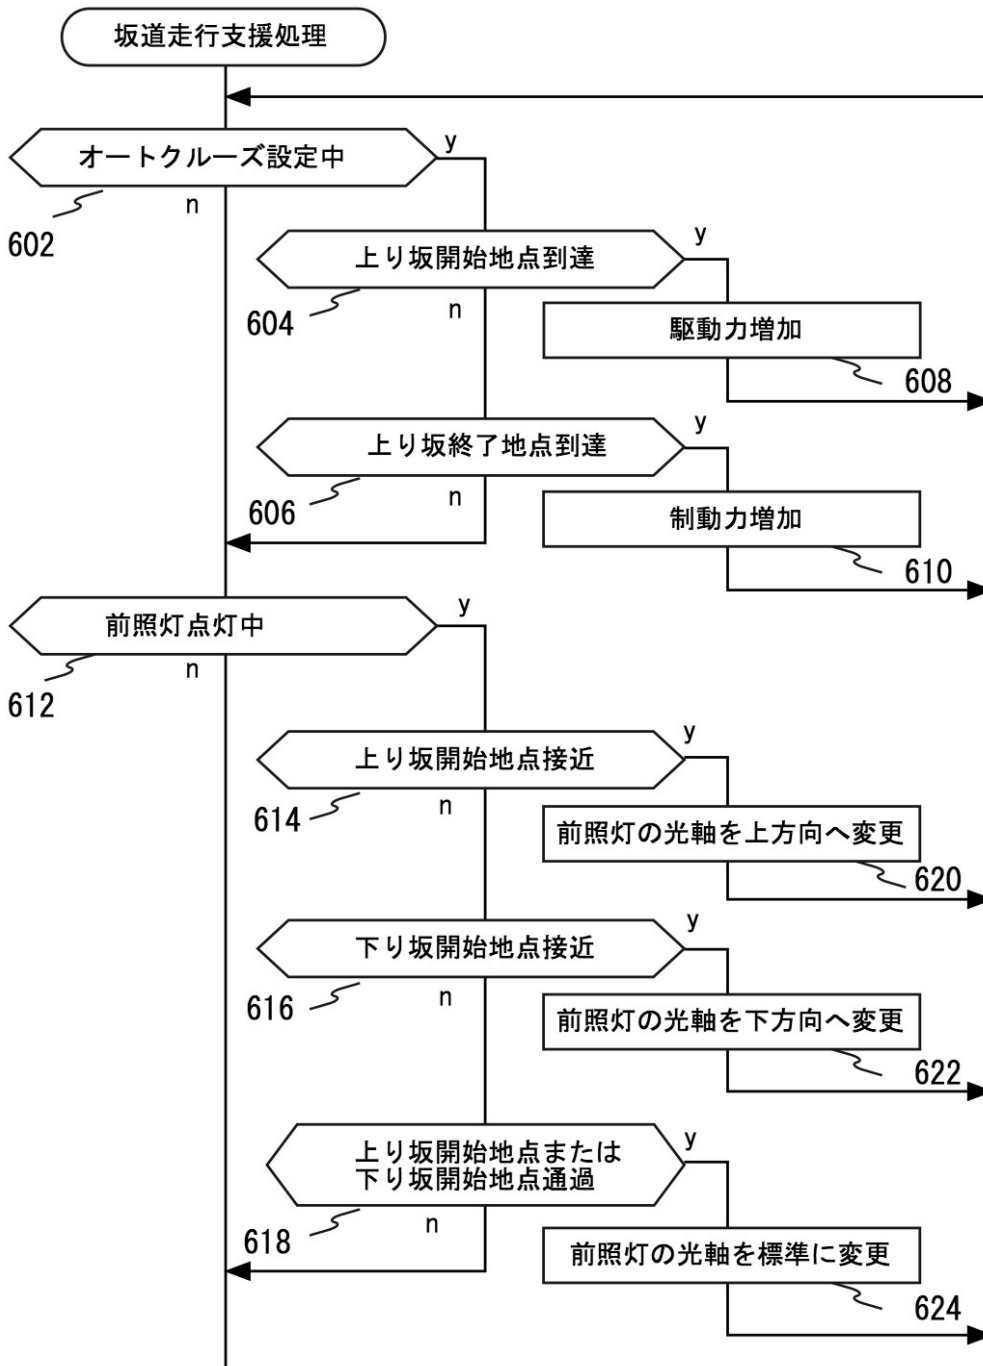 坂道走行支援処理
オートクルーズ設定中
y
n
602
上り坂開始地点到達
y
n
604
駆動力増加
608
上り坂終了地点到達
y
n
606
制動力増加
610
前照灯点灯中
y
n
612
上り坂開始地点接近
y
n
614
前照灯の光軸を上方向へ変更
620
下り坂開始地点接近
y
n
616
前照灯の光軸を下方向へ変更
622
上り坂開始地点または
下り坂開始地点通過
y
n
618
前照灯の光軸を標準に変更
624